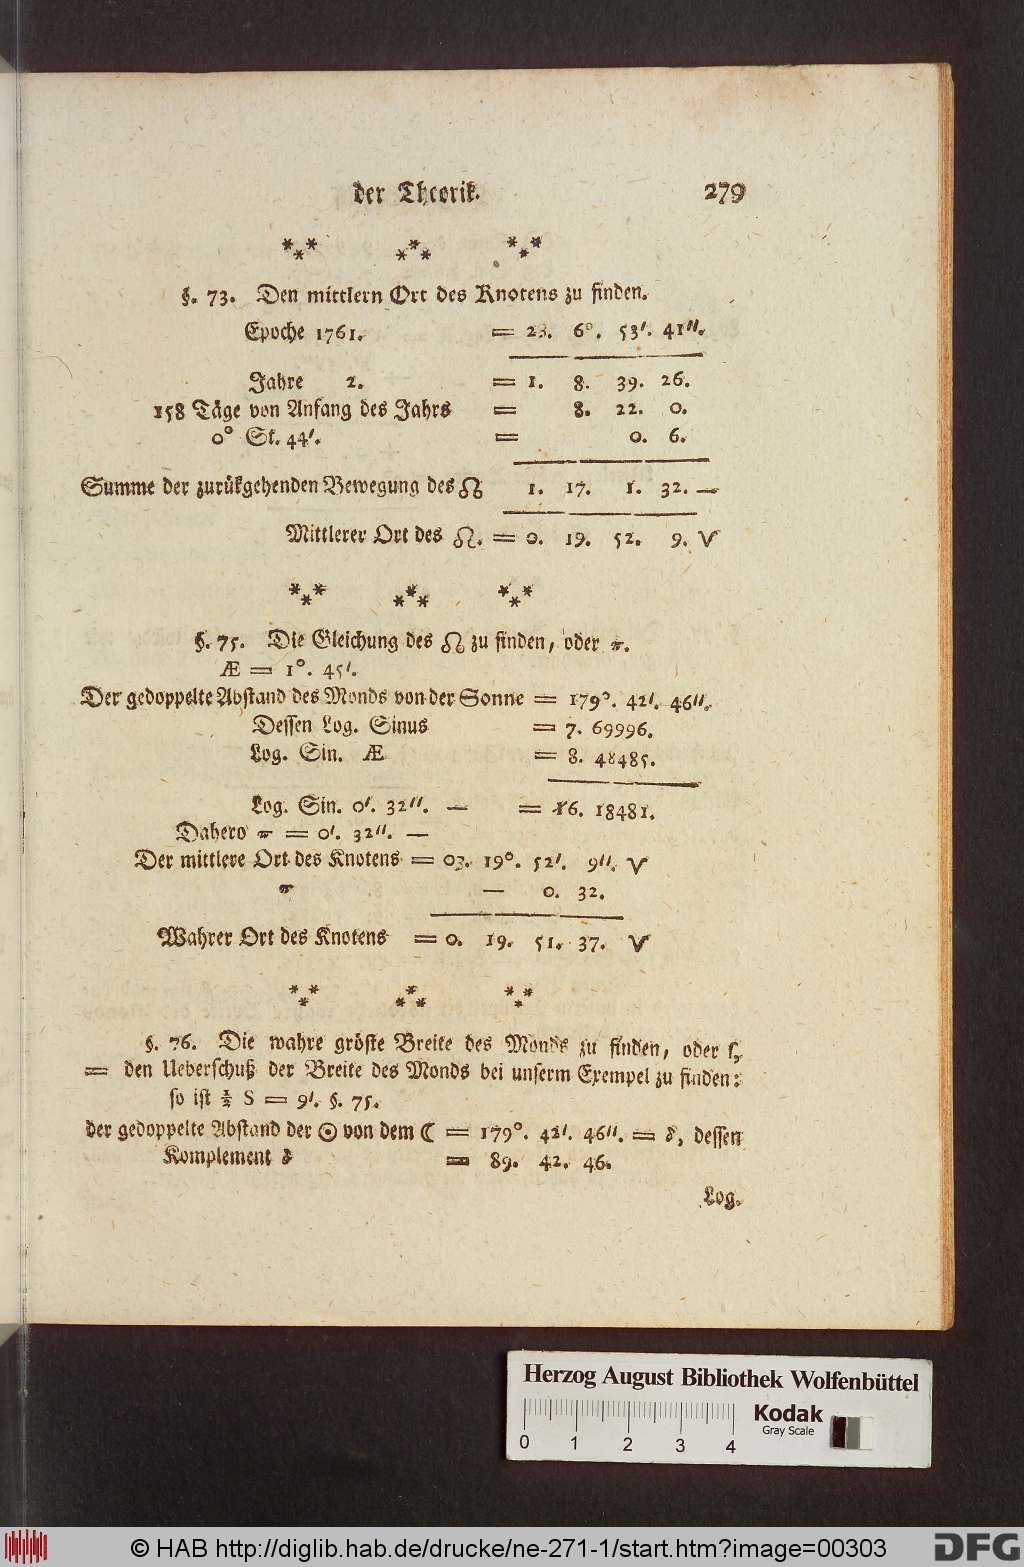 der Theorik. 279
§. 73. Den mittlern Ort des Knotens zu finden.
Epoche 1761. = 2З. 6°. 53′. 41″.
Jahre 2. = 1. 8. 39. 26.
158 Täge von Anfang des Jahrs = 8. 22. 0.
0° St. 44′. = 0. 6.
Summe der zurükgehenden Bewegung des ☊ 1. 17. 1. 32. —
Mittlerer Ort des ☊. = 0. 19. 52. 9. V
§. 75. Die Gleichung des ☊ zu finden, oder π.
Æ = 1°. 45′.
Der gedoppelte Abstand des Monds von der Sonne = 179°. 42′. 46″.
Dessen Log. Sinus = 7. 69996.
Log. Sin. Æ = 8. 48485.
Log. Sin. 0′. 32″. — = 16. 18481.
Dahero π = 0′. 32″. —
Der mittlere Ort des Knotens = 0З. 19°. 52′. 9″. V
π — 0. 32.
Wahrer Ort des Knotens = 0. 19. 51. 37. V
§. 76. Die wahre gröste Breite des Monds zu finden, oder ſ,
= den Ueberschuß der Breite des Monds bei unserm Exempel zu finden:
so ist ½ S = 9′. §. 75.
der gedoppelte Abstand der ☉ von dem ☾ = 179°. 42′. 46″. = δ, dessen
Komplement δ = 89. 42. 46.
Log.
Herzog August Bibliothek Wolfenbüttel
Kodak
Gray Scale
0 1 2 3 4
© HAB http://diglib.hab.de/drucke/ne-271-1/start.htm?image=00303 DFG